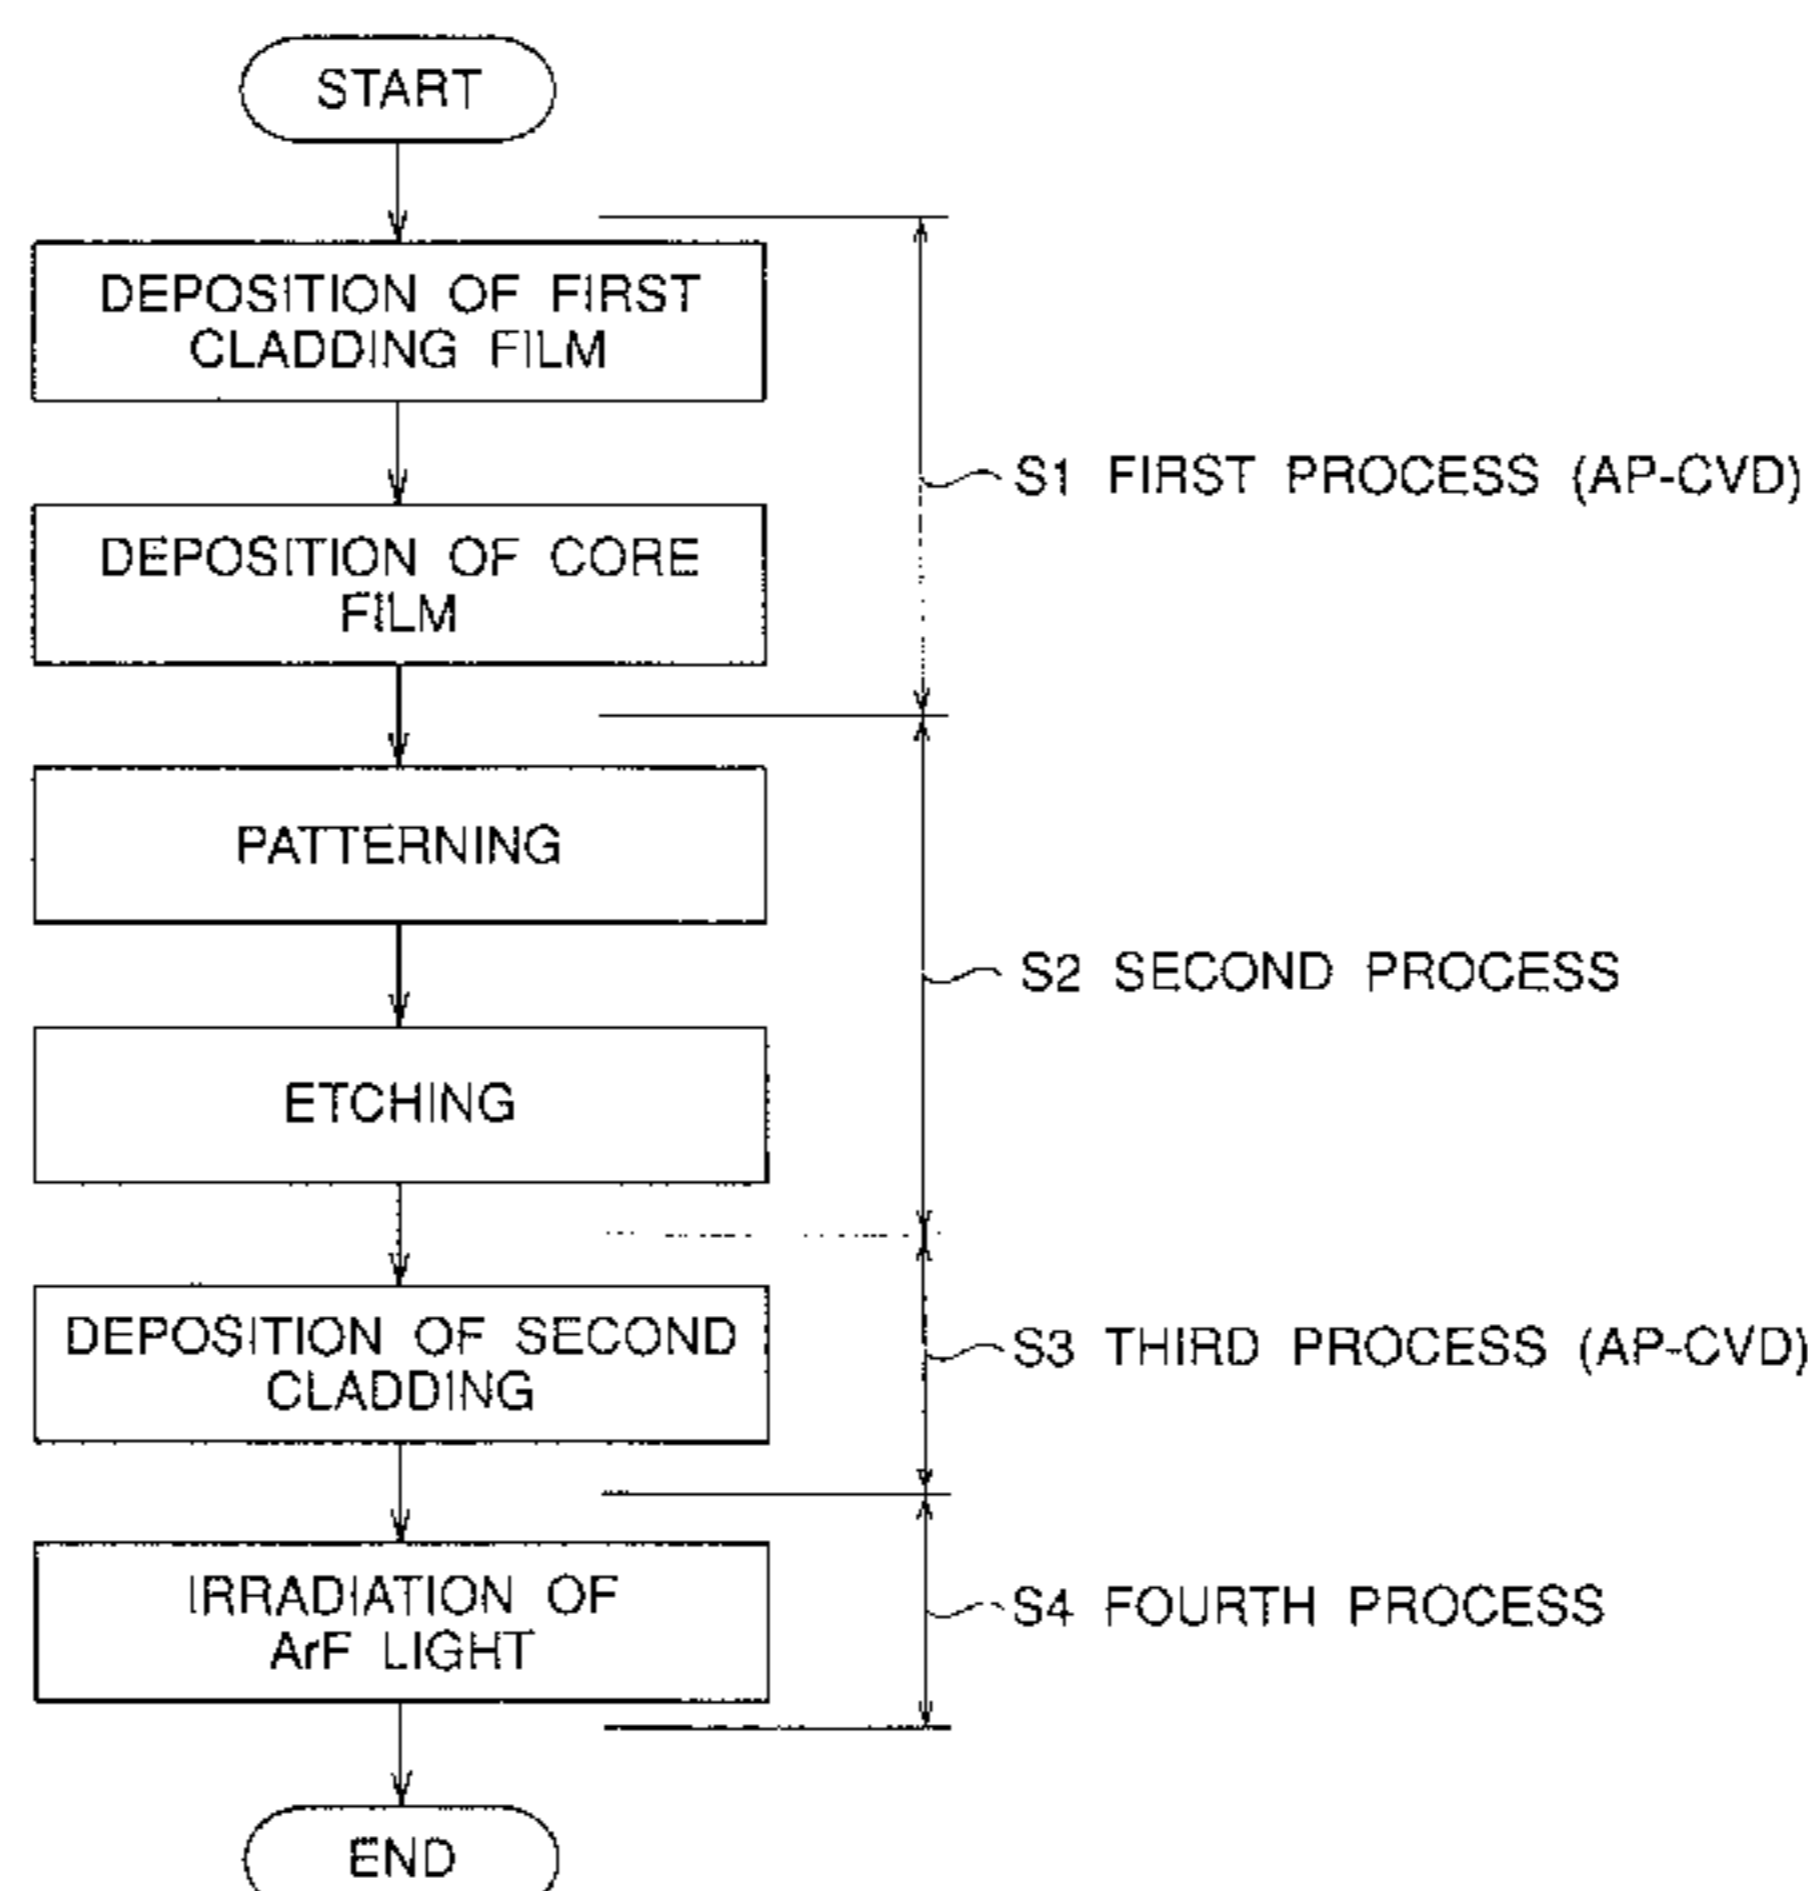 START
DEPOSITION OF FIRST
CLADDING FILM
DEPOSITION OF CORE
FILM
S1 FIRST PROCESS (AP-CVD)
PATTERNING
ETCHING
S2 SECOND PROCESS
DEPOSITION OF SECOND
CLADDING
S3 THIRD PROCESS (AP-CVD)
IRRADIATION OF
ArF LIGHT
S4 FOURTH PROCESS
END